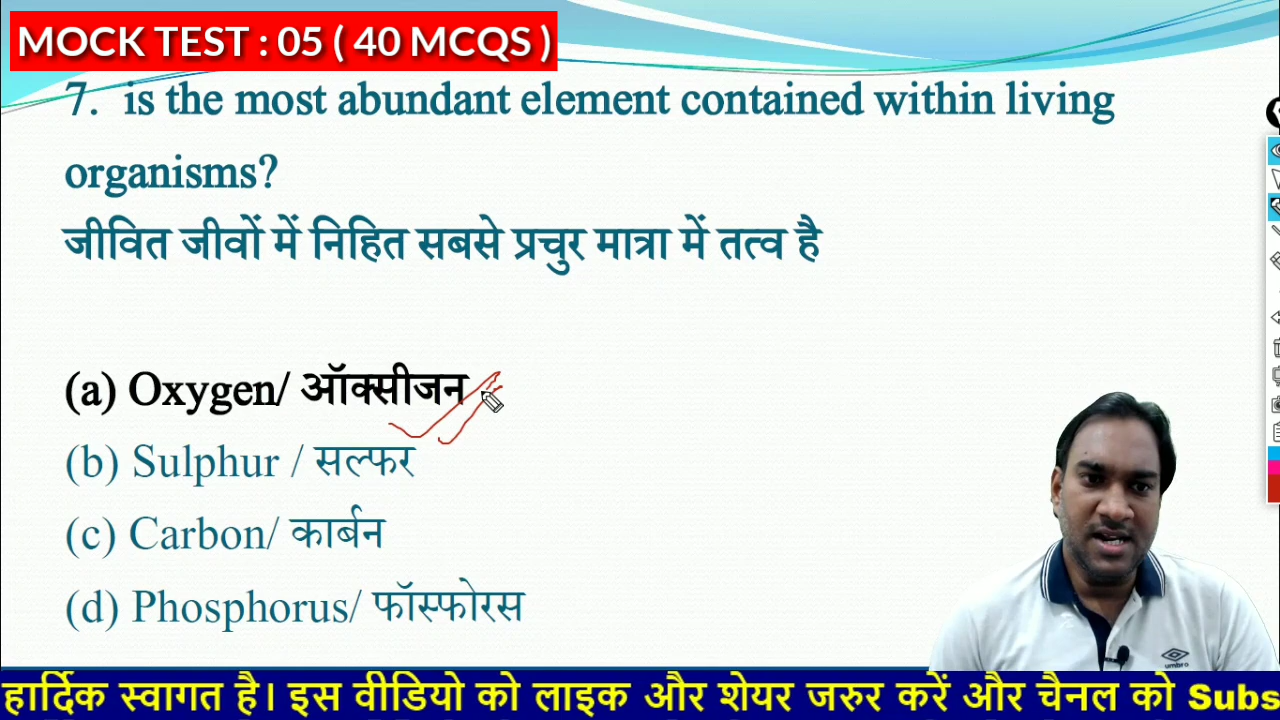 MOCK TEST : 05 ( 40 MCQS )
7. is the most abundant element contained within living
organisms?
जीवित जीवों में निहित सबसे प्रचुर मात्रा में तत्व है
(a) Oxygen/ ऑक्सीजन
(b) Sulphur / सल्फर
(c) Carbon/ कार्बन
(d) Phosphorus/ फॉस्फोरस
umbro
हार्दिक स्वागत है। इस वीडियो को लाइक और शेयर जरुर करें और चैनल को Subs